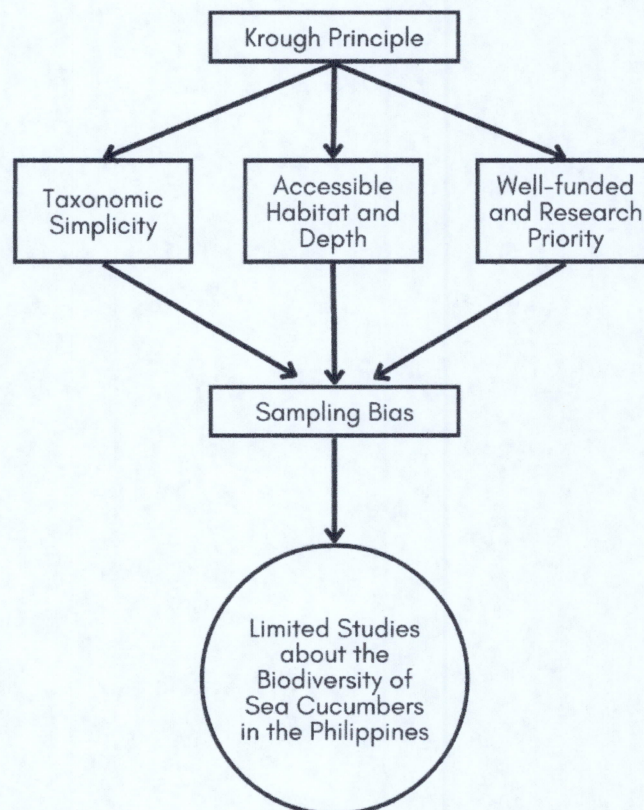 Krough Principle
Taxonomic
Simplicity
Accessible
Habitat and
Depth
Well-funded
and Research
Priority
Sampling Bias
Limited Studies
about the
Biodiversity of
Sea Cucumbers
in the Philippines